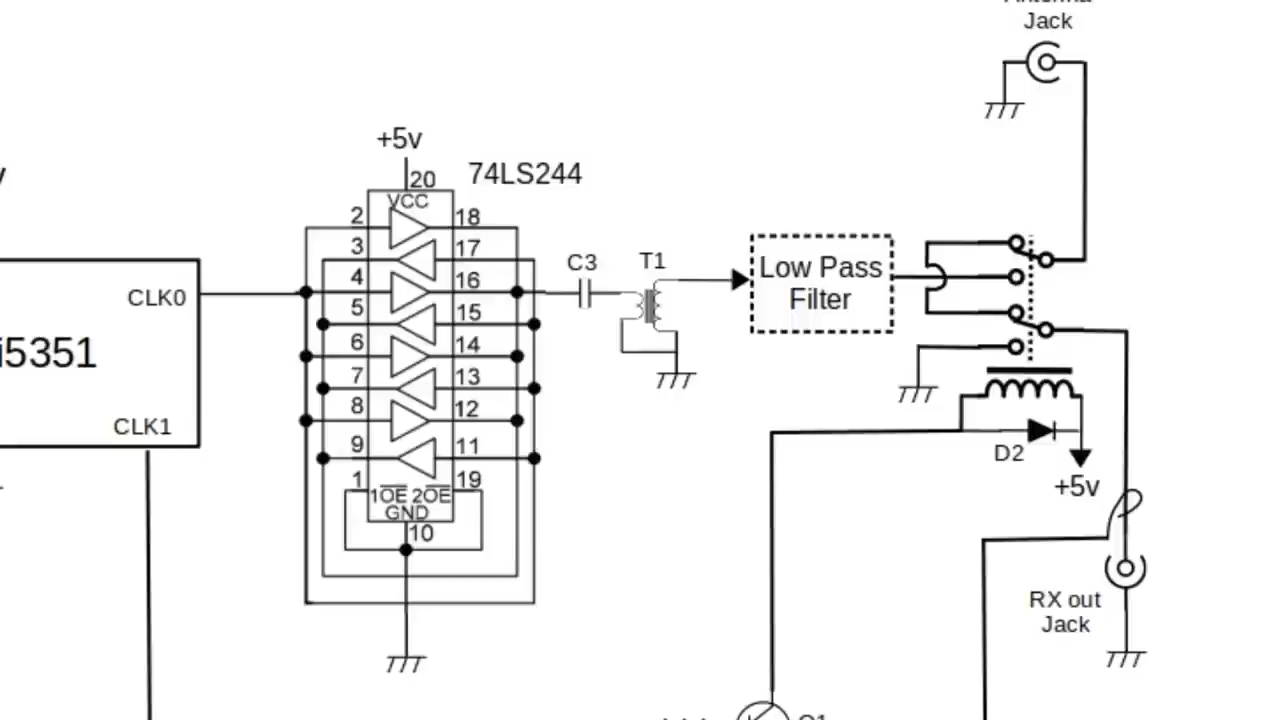 Antenna
Jack
+5v
74LS244
20
VCC
2
18
3
17
4
16
5
15
6
14
7
13
8
12
9
11
1
19
1OE 2OE
GND
10
CLK0
i5351
CLK1
C3
T1
Low Pass
Filter
D2
+5v
RX out
Jack